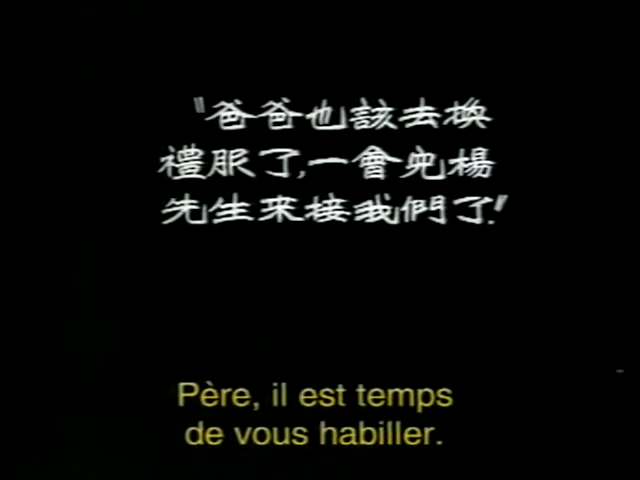 "爸爸也該去換
禮服了,一會兒楊
先生來接我們了!"
Père, il est temps
de vous habiller.